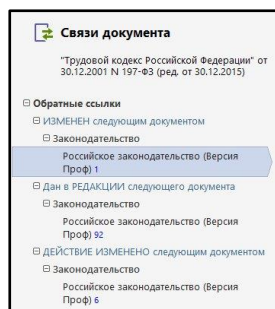 Связи документа
"Трудовой кодекс Российской Федерации" от
30.12.2001 N 197-ФЗ (ред. от 30.12.2015)
Обратные ссылки
ИЗМЕНЕН следующим документом
Законодательство
Российское законодательство (Версия
Проф) 1
Дан в РЕДАКЦИИ следующего документа
Законодательство
Российское законодательство (Версия
Проф) 92
ДЕЙСТВИЕ ИЗМЕНЕНО следующим документом
Законодательство
Российское законодательство (Версия
Проф) 6